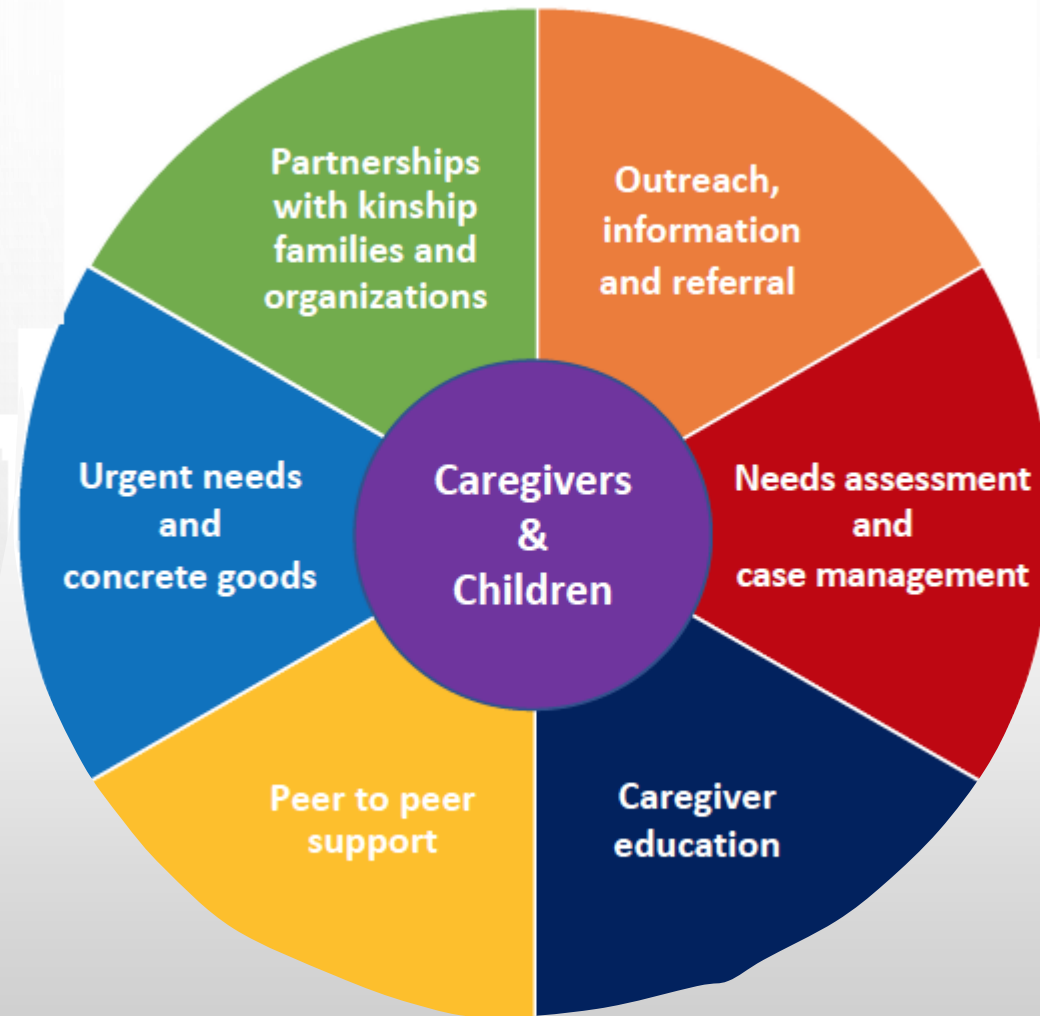 Partnerships
with kinship
families and
organizations
Outreach,
information
and referral
Urgent needs
and
concrete goods
Caregivers
&
Children
Needs assessment
and
case management
Peer to peer
support
Caregiver
education